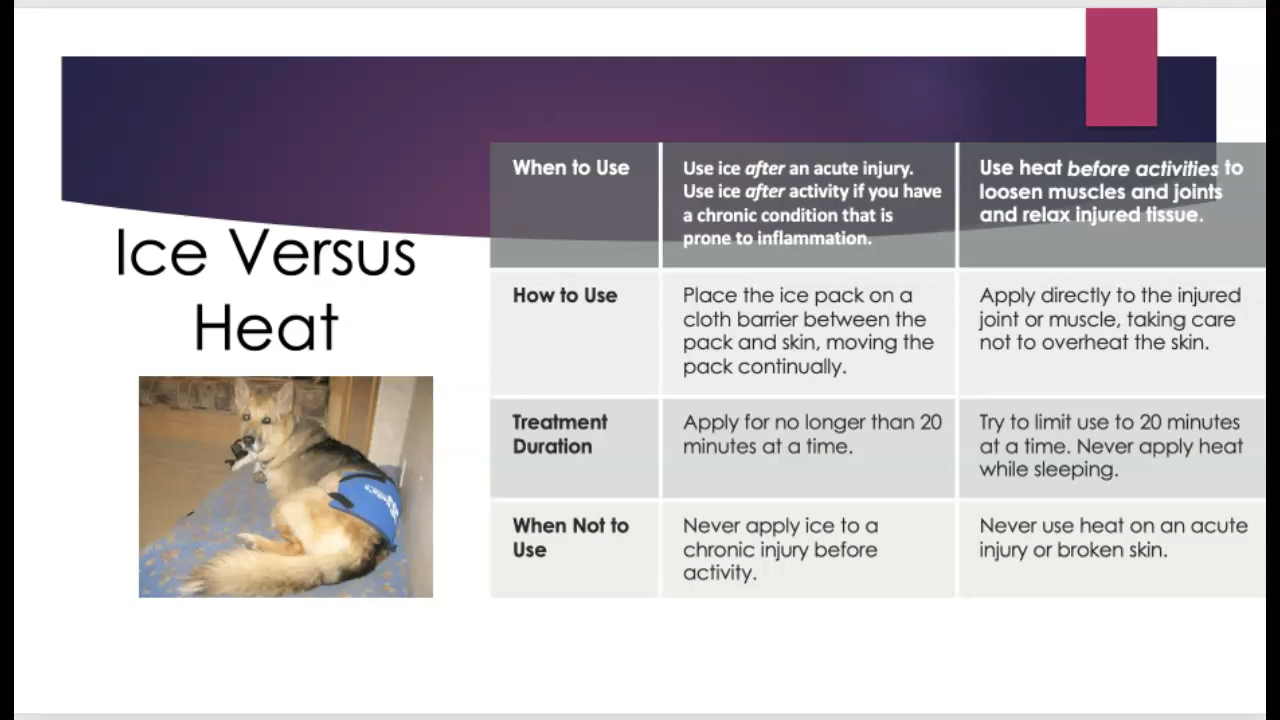 Ice Versus
Heat
When to Use
Use ice after an acute injury.
Use ice after activity if you have
a chronic condition that is
prone to inflammation.
Use heat before activities to
loosen muscles and joints
and relax injured tissue.
How to Use
Place the ice pack on a
cloth barrier between the
pack and skin, moving the
pack continually.
Apply directly to the injured
joint or muscle, taking care
not to overheat the skin.
Treatment
Duration
Apply for no longer than 20
minutes at a time.
Try to limit use to 20 minutes
at a time. Never apply heat
while sleeping.
When Not to
Use
Never apply ice to a
chronic injury before
activity.
Never use heat on an acute
injury or broken skin.